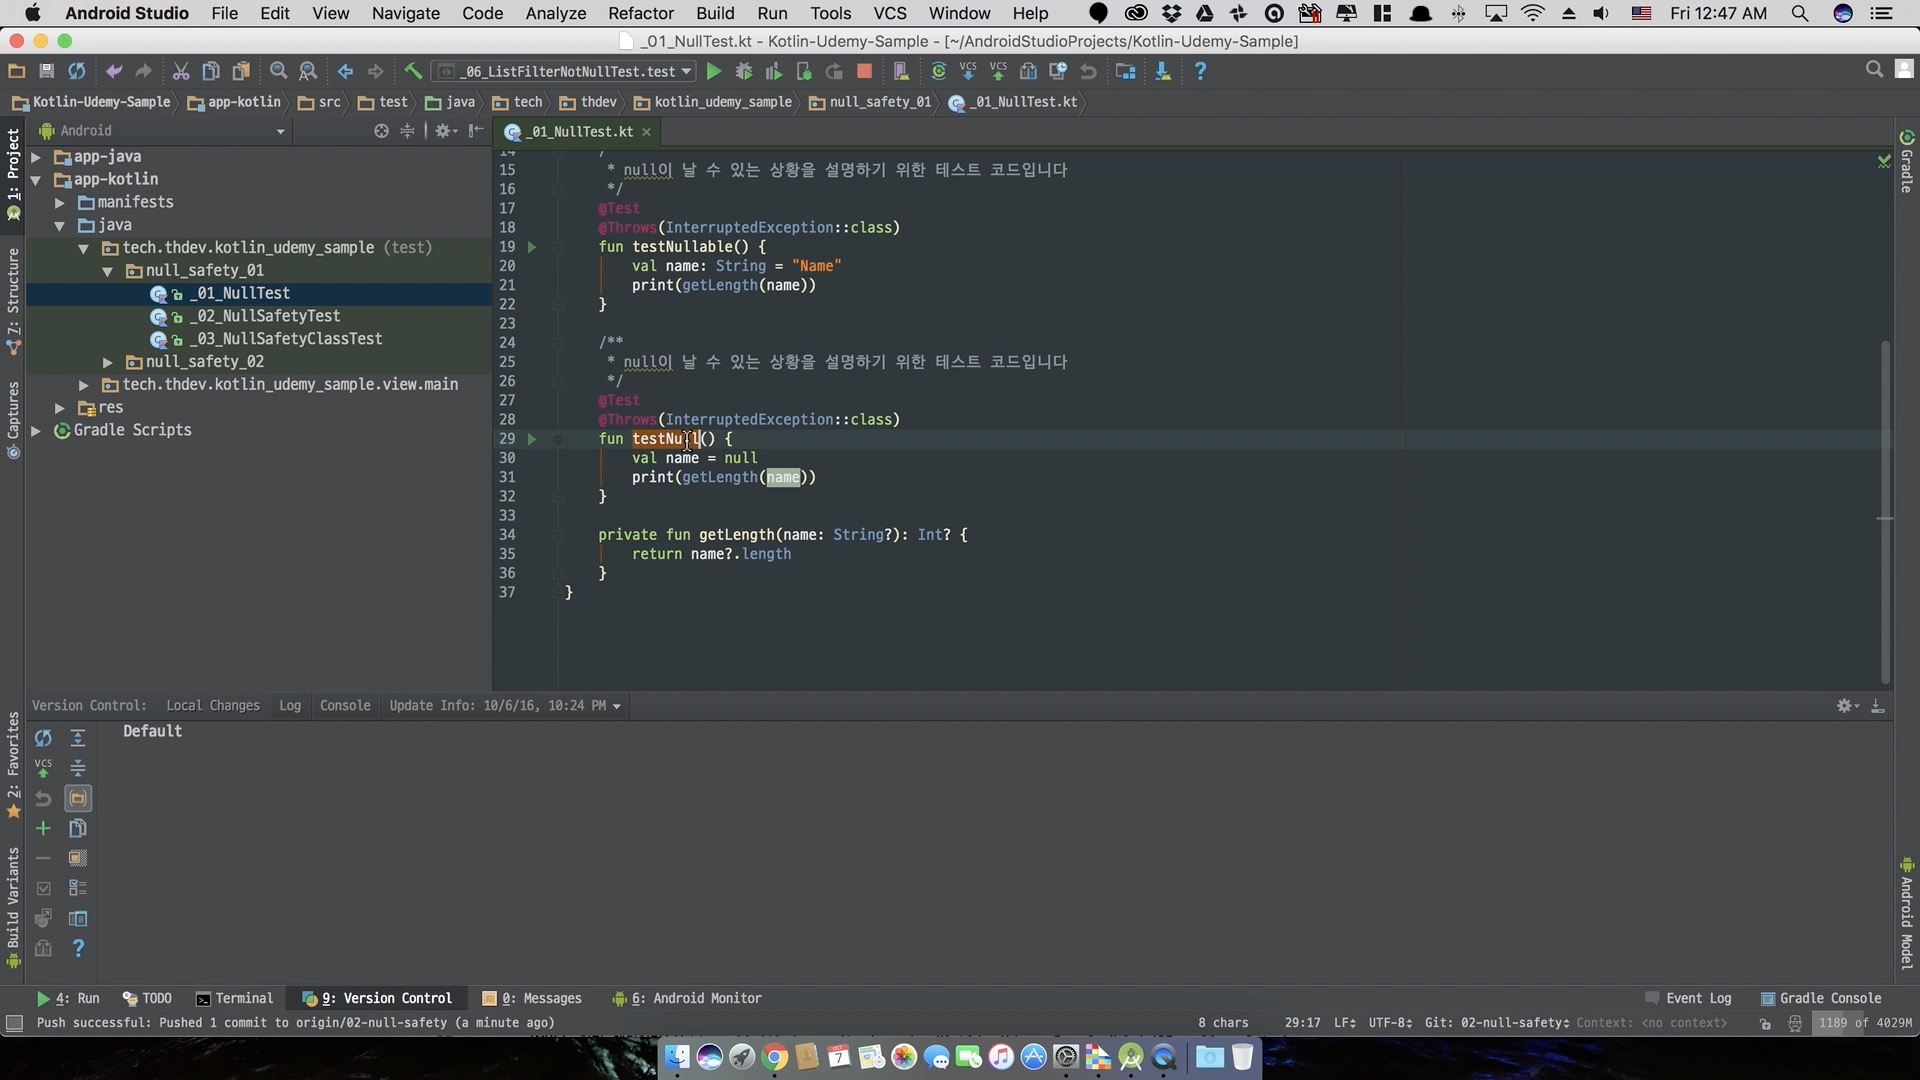 Android Studio File Edit View Navigate Code Analyze Refactor Build Run Tools VCS Window Help Fri 12:47 AM
_01_NullTest.kt - Kotlin-Udemy-Sample - [~/AndroidStudioProjects/Kotlin-Udemy-Sample]
_06_ListFilterNotNullTest.test VCS VCS
Kotlin-Udemy-Sample app-kotlin src test java tech thdev kotlin_udemy_sample null_safety_01 _01_NullTest.kt
Android
_01_NullTest.kt
1: Project
7: Structure
Captures
2: Favorites
Build Variants
app-java
app-kotlin
manifests
java
tech.thdev.kotlin_udemy_sample (test)
null_safety_01
_01_NullTest
_02_NullSafetyTest
_03_NullSafetyClassTest
null_safety_02
tech.thdev.kotlin_udemy_sample.view.main
res
Gradle Scripts
14
15 * null이 날 수 있는 상황을 설명하기 위한 테스트 코드입니다
16 */
17 @Test
18 @Throws(InterruptedException::class)
19 fun testNullable() {
20 val name: String = "Name"
21 print(getLength(name))
22 }
23
24 /**
25 * null이 날 수 있는 상황을 설명하기 위한 테스트 코드입니다
26 */
27 @Test
28 @Throws(InterruptedException::class)
29 fun testNull() {
30 val name = null
31 print(getLength(name))
32 }
33
34 private fun getLength(name: String?): Int? {
35 return name?.length
36 }
37 }
Gradle
Android Model
Version Control: Local Changes Log Console Update Info: 10/6/16, 10:24 PM
Default
VCS
4: Run TODO Terminal 9: Version Control 0: Messages 6: Android Monitor Event Log Gradle Console
Push successful: Pushed 1 commit to origin/02-null-safety (a minute ago) 8 chars 29:17 LF UTF-8 Git: 02-null-safety Context: <no context> 1189 of 4029M
OCT
7